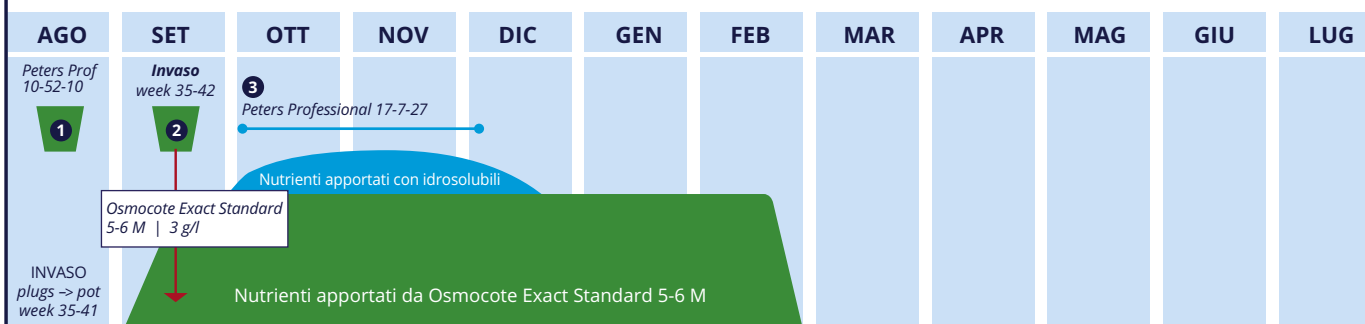 AGO SET OTT NOV DIC GEN FEB MAR APR MAG GIU LUG
Peters Prof
10-52-10
1
Invaso
week 35-42
2
3
Peters Professional 17-7-27
Nutrienti apportati con idrosolubili
Osmocote Exact Standard
5-6 M | 3 g/l
INVASO
plugs -> pot
week 35-41
Nutrienti apportati da Osmocote Exact Standard 5-6 M